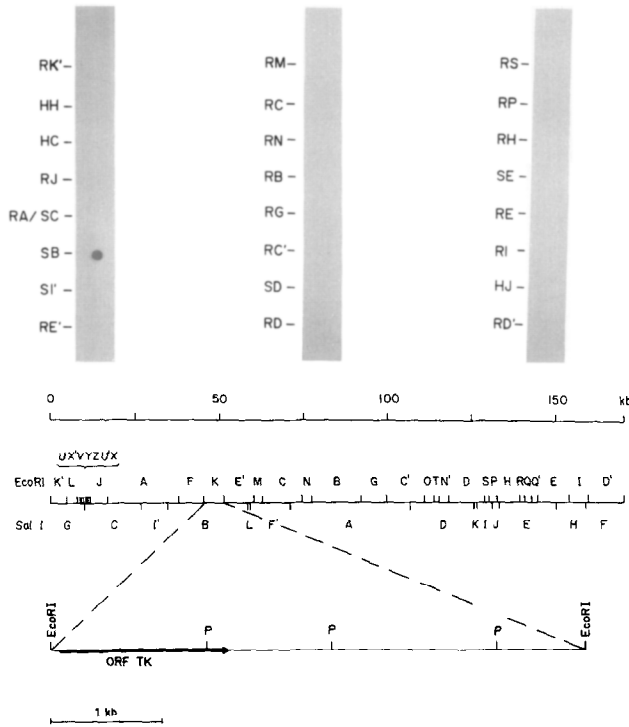 RK'
HH
HC
RJ
RA/SC
SB
SI'
RE'
RM
RC
RN
RB
RG
RC'
SD
RD
RS
RP
RH
SE
RE
RI
HJ
RD'
0 50 100 150 kb
EcoRI K' L J A F K E' M C N B G C' O T N' D S P H R Q Q' E I D'
Sal I G C I' B L F' A D K I J E H F
EcoRI P P P EcoRI
ORF TK
1 kb